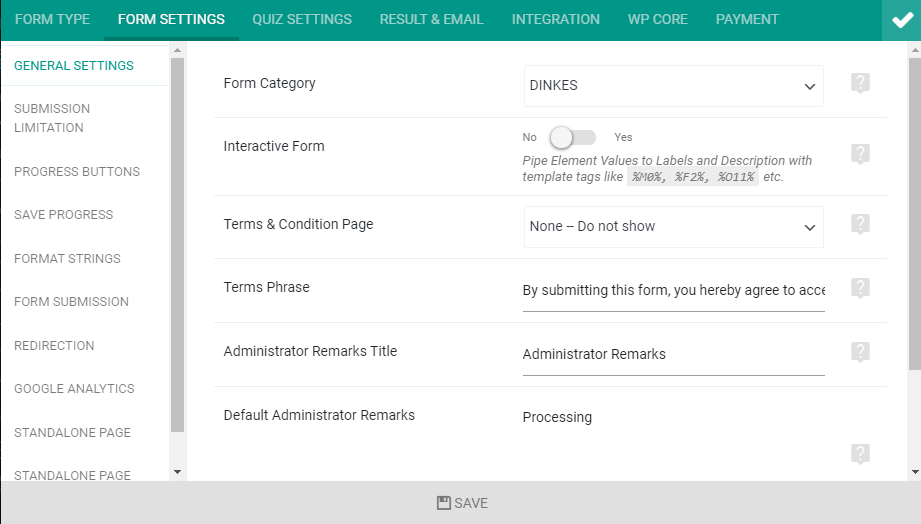 FORM TYPE FORM SETTINGS QUIZ SETTINGS RESULT & EMAIL INTEGRATION WP CORE PAYMENT
GENERAL SETTINGS
SUBMISSION
LIMITATION
PROGRESS BUTTONS
SAVE PROGRESS
FORMAT STRINGS
FORM SUBMISSION
REDIRECTION
GOOGLE ANALYTICS
STANDALONE PAGE
STANDALONE PAGE
Form Category
DINKES
?
Interactive Form
No Yes
Pipe Element Values to Labels and Description with
template tags like %M0%, %F2%, %O11% etc.
?
Terms & Condition Page
None -- Do not show
?
Terms Phrase
By submitting this form, you hereby agree to acce
?
Administrator Remarks Title
Administrator Remarks
?
Default Administrator Remarks
Processing
?
SAVE